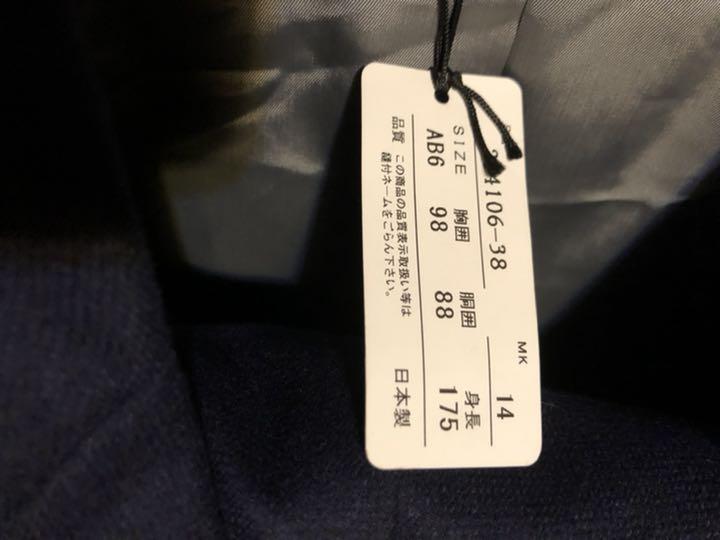 4106-38 MK 14
SIZE 胸囲 胴囲 身長
AB6 98 88 175
品質 この商品の品質表示取扱い等は
縫付ネームをごらん下さい。
日本製